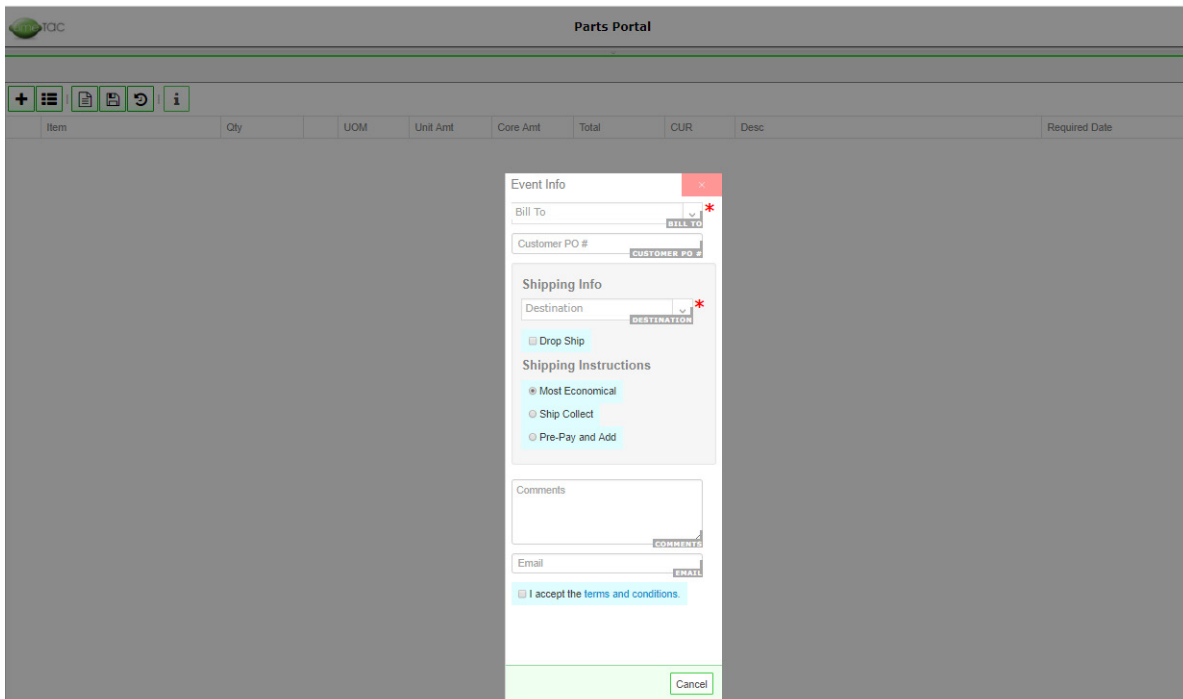 TAC
Parts Portal
Item Qty UOM Unit Amt Core Amt Total CUR Desc Required Date
Event Info
Bill To
BILL TO
*
Customer PO #
CUSTOMER PO #
Shipping Info
Destination
DESTINATION
*
Drop Ship
Shipping Instructions
Most Economical
Ship Collect
Pre-Pay and Add
Comments
COMMENTS
Email
EMAIL
I accept the terms and conditions.
Cancel